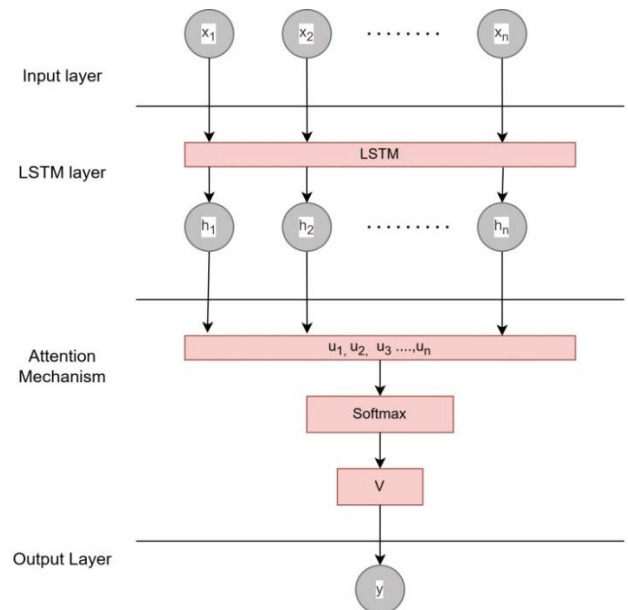 x1 x2 ........ xn
Input layer
LSTM
LSTM layer
h1 h2 ......... hn
u1, u2, u3 ....,un
Attention
Mechanism
Softmax
V
Output Layer
y